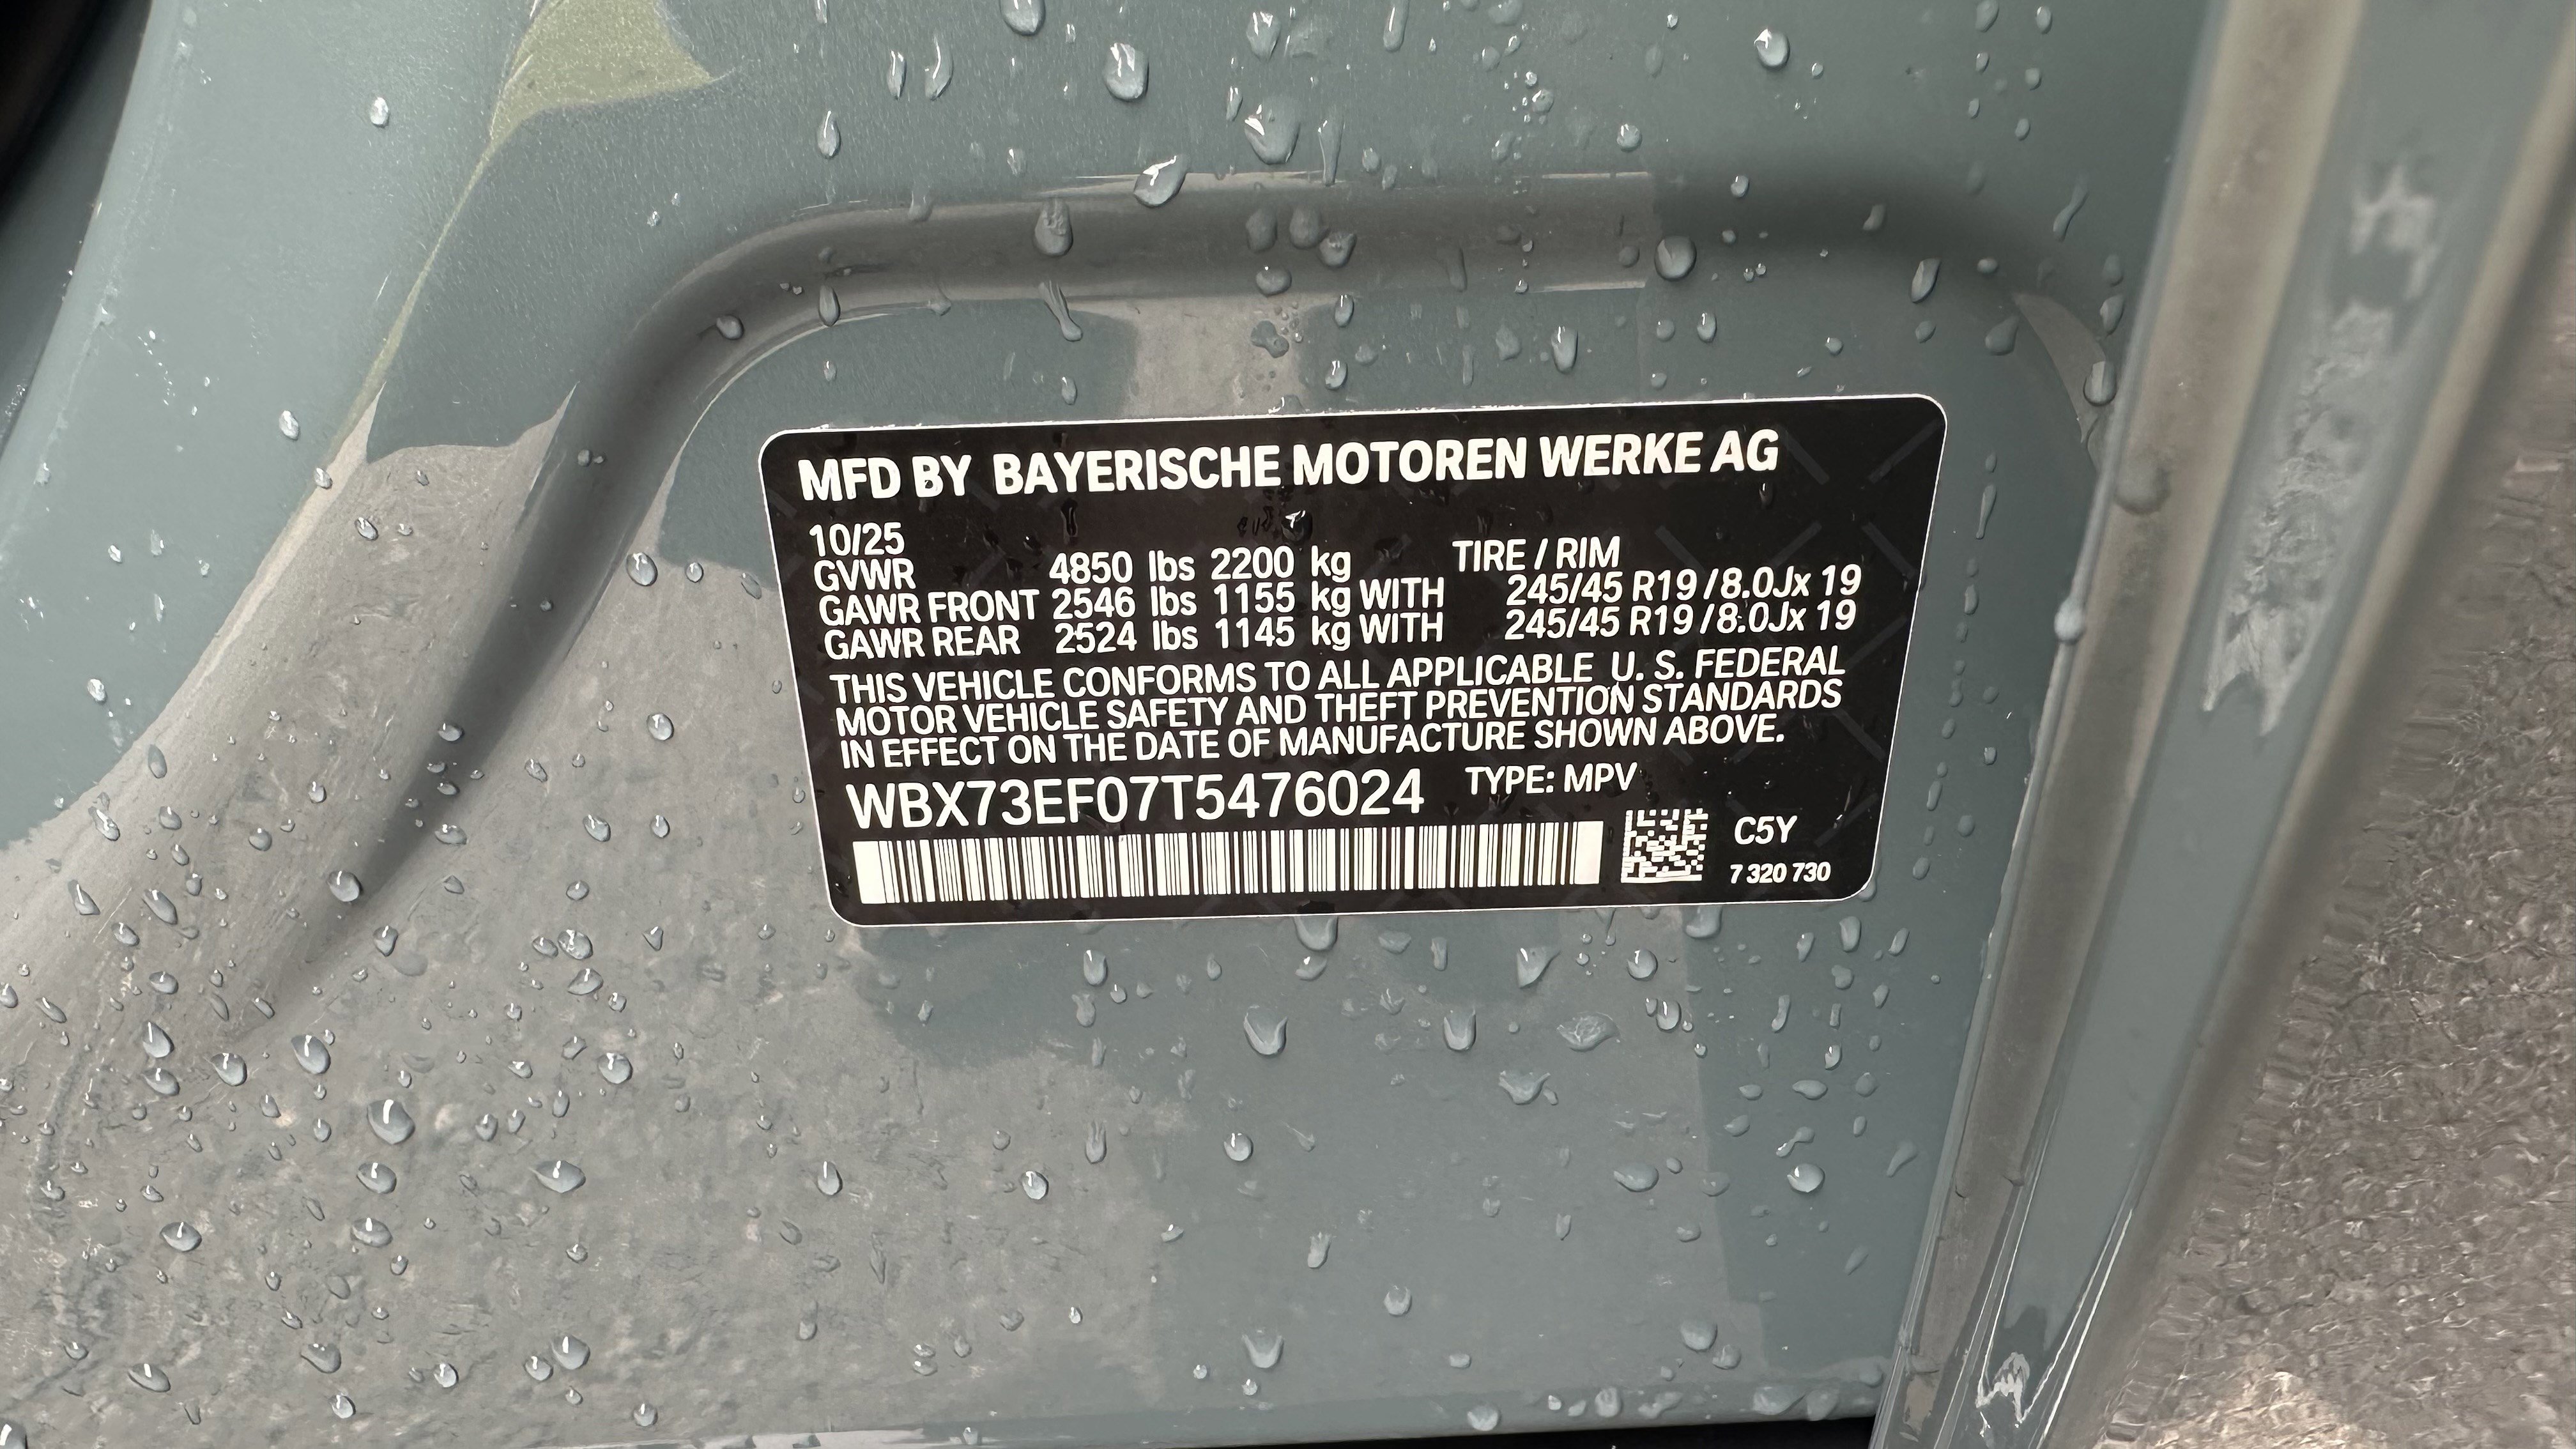 MFD BY BAYERISCHE MOTOREN WERKE AG
10/25
GVWR 4850 lbs 2200 kg TIRE / RIM
GAWR FRONT 2546 lbs 1155 kg WITH 245/45 R19 / 8.0Jx 19
GAWR REAR 2524 lbs 1145 kg WITH 245/45 R19 / 8.0Jx 19
THIS VEHICLE CONFORMS TO ALL APPLICABLE U. S. FEDERAL
MOTOR VEHICLE SAFETY AND THEFT PREVENTION STANDARDS
IN EFFECT ON THE DATE OF MANUFACTURE SHOWN ABOVE.
WBX73EF07T5476024 TYPE: MPV
C5Y
7 320 730